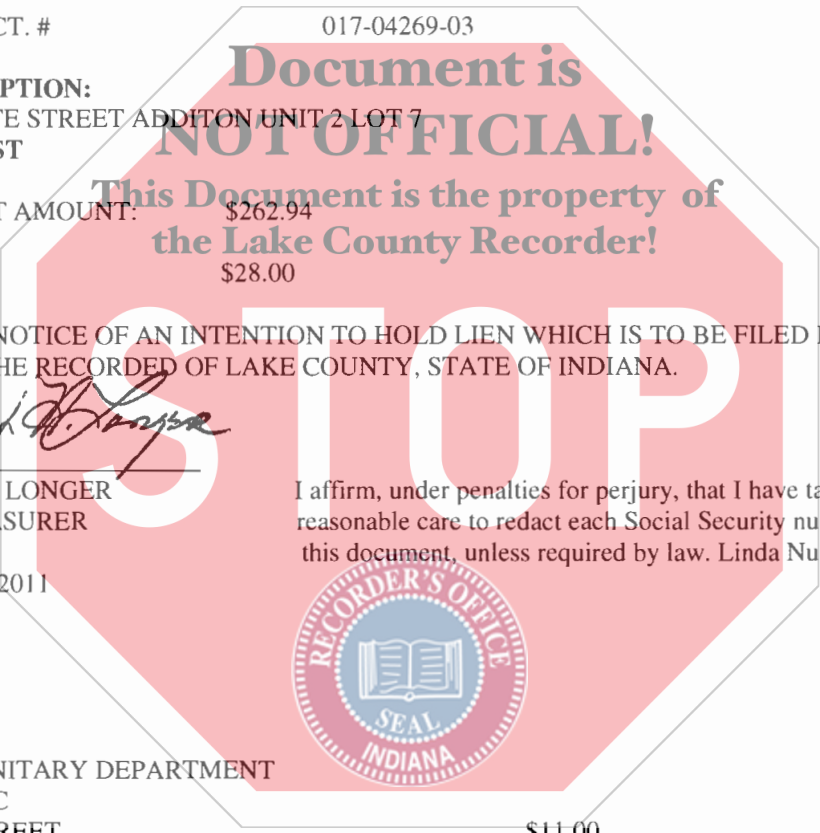 CT. # 017-04269-03
Document is
PTION:
TE STREET ADDITON UNIT 2 LOT 7
NOT OFFICIAL!
ST
This Document is the property of
T AMOUNT: $262.94
the Lake County Recorder!
$28.00
STOP
NOTICE OF AN INTENTION TO HOLD LIEN WHICH IS TO BE FILED
HE RECORDED OF LAKE COUNTY, STATE OF INDIANA.
LONGER I affirm, under penalties for perjury, that I have ta
ASURER reasonable care to redact each Social Security nu
this document, unless required by law. Linda Nu
2011
RECORDER'S OFFICE
SEAL
INDIANA
NITARY DEPARTMENT
C
REET $11.00